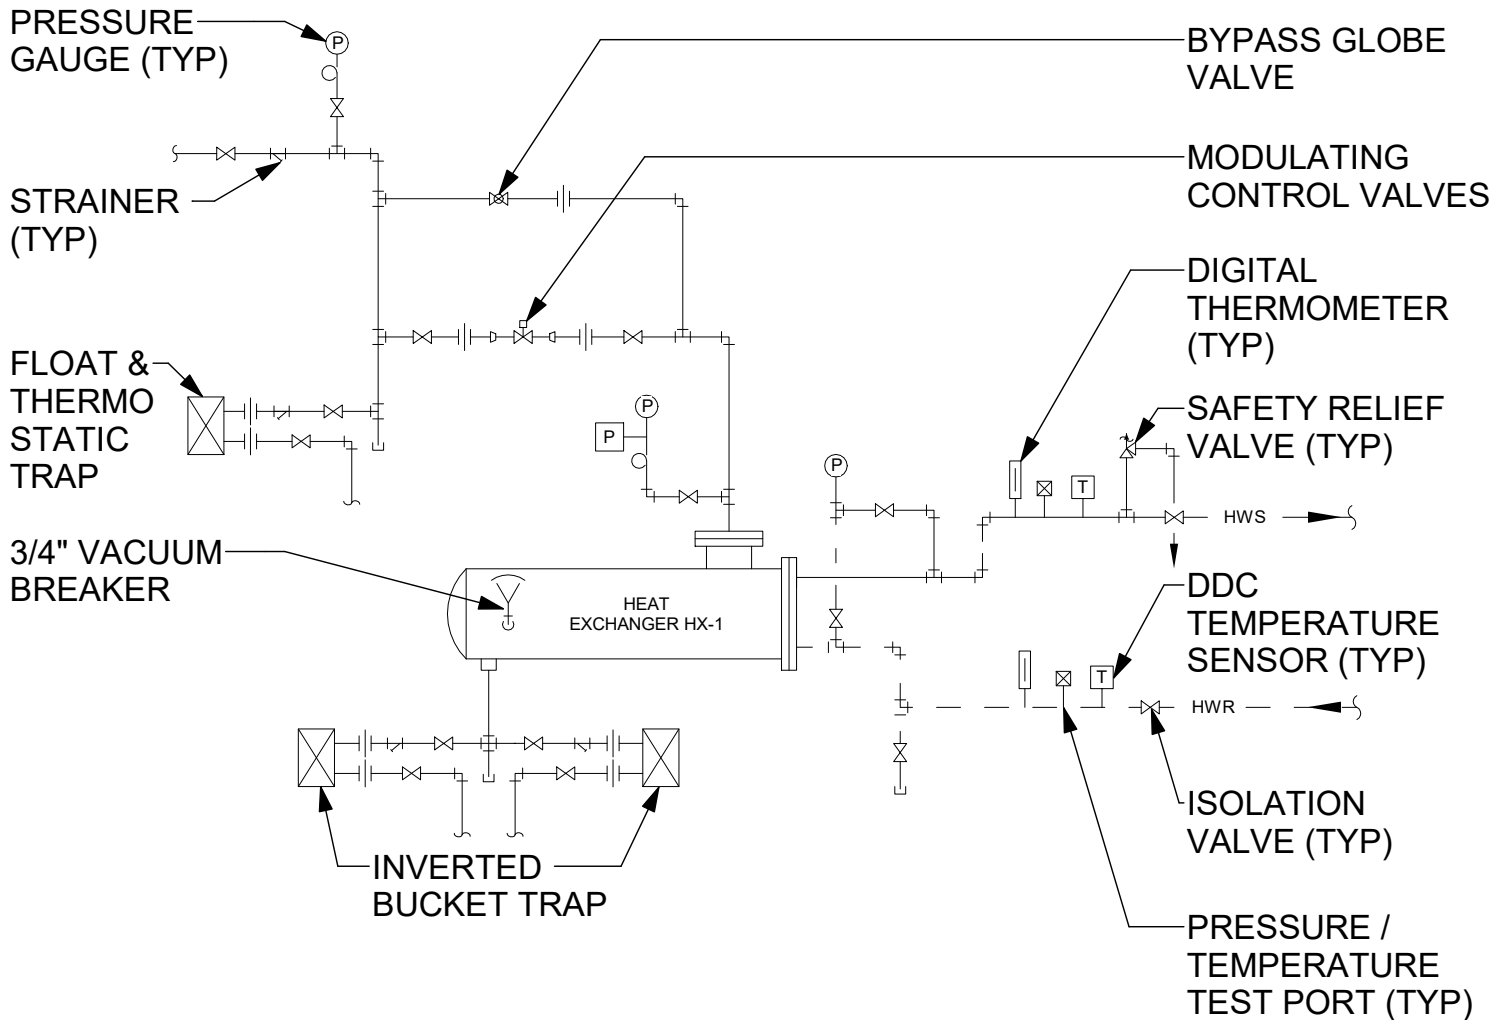 PRESSURE
GAUGE (TYP)
P
BYPASS GLOBE
VALVE
MODULATING
CONTROL VALVES
STRAINER
(TYP)
DIGITAL
THERMOMETER
(TYP)
FLOAT &
THERMO
STATIC
TRAP
P
P
P
SAFETY RELIEF
VALVE (TYP)
T
HWS
3/4" VACUUM
BREAKER
HEAT
EXCHANGER HX-1
DDC
TEMPERATURE
SENSOR (TYP)
T
HWR
ISOLATION
VALVE (TYP)
INVERTED
BUCKET TRAP
PRESSURE /
TEMPERATURE
TEST PORT (TYP)